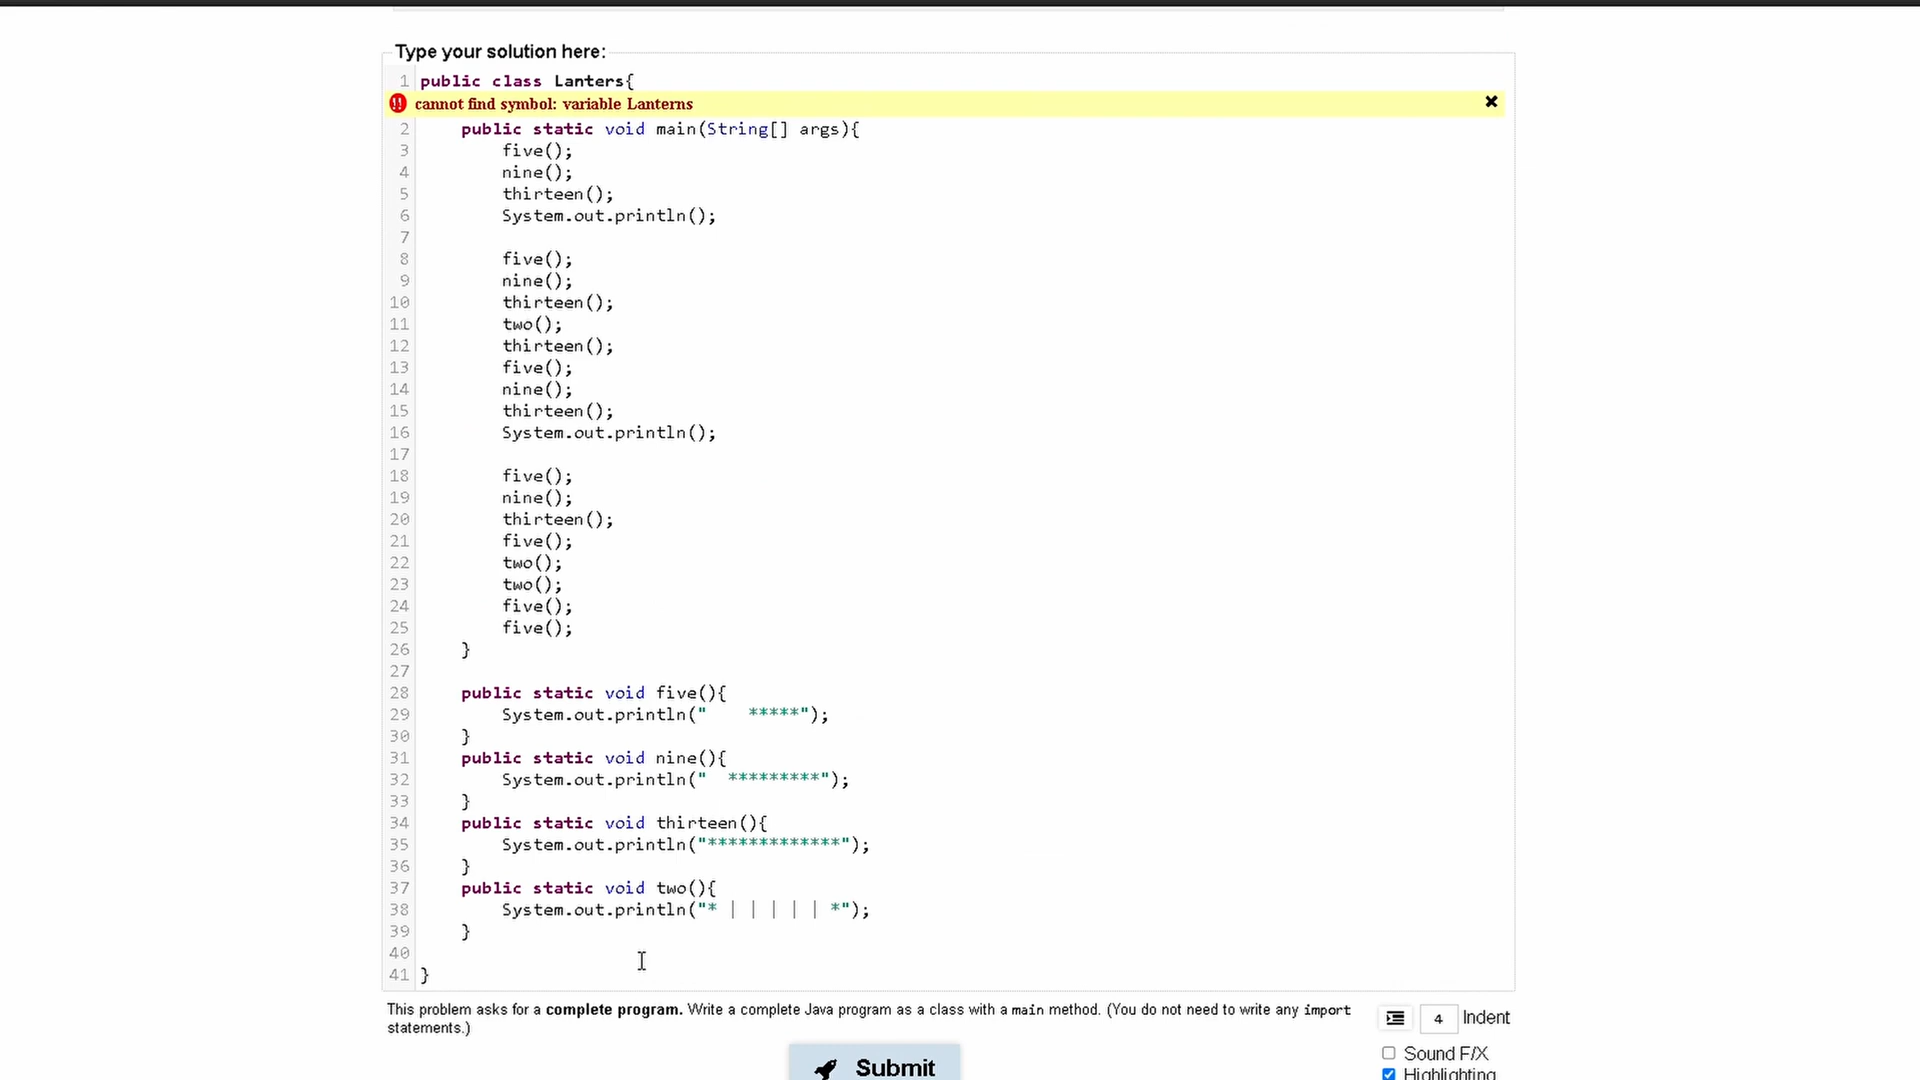 Type your solution here:
1 public class Lanters{
cannot find symbol: variable Lanterns
2     public static void main(String[] args){
3         five();
4         nine();
5         thirteen();
6         System.out.println();
7
8         five();
9         nine();
10         thirteen();
11         two();
12         thirteen();
13         five();
14         nine();
15         thirteen();
16         System.out.println();
17
18         five();
19         nine();
20         thirteen();
21         five();
22         two();
23         two();
24         five();
25         five();
26     }
27
28     public static void five(){
29         System.out.println("    *****");
30     }
31     public static void nine(){
32         System.out.println("  *********");
33     }
34     public static void thirteen(){
35         System.out.println("*************");
36     }
37     public static void two(){
38         System.out.println("* | | | | | *");
39     }
40
41 }
This problem asks for a complete program. Write a complete Java program as a class with a main method. (You do not need to write any import
statements.)
4 Indent
Sound F/X
Submit
Highlighting